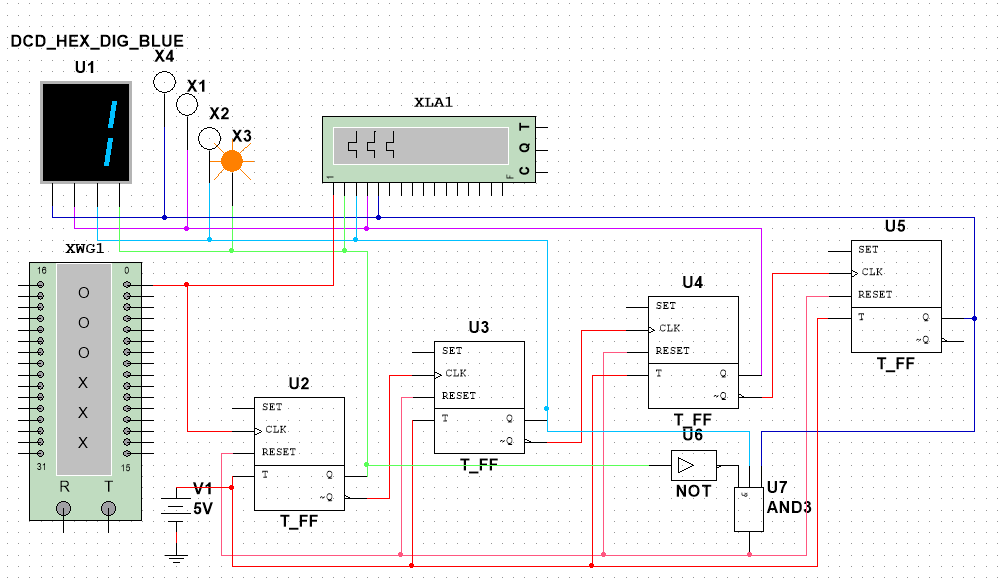 DCD_HEX_DIG_BLUE
U1
X4
X1
X2
X3
XLA1
1
F
C Q T
XWG1
16
0
O
O
O
X
X
X
31
15
R
T
V1
5V
U2
SET
CLK
RESET
T
Q
~Q
T_FF
U3
SET
CLK
RESET
T
Q
~Q
T_FF
U4
SET
CLK
RESET
T
Q
~Q
T_FF
U5
SET
CLK
RESET
T
Q
~Q
T_FF
U6
NOT
U7
AND3